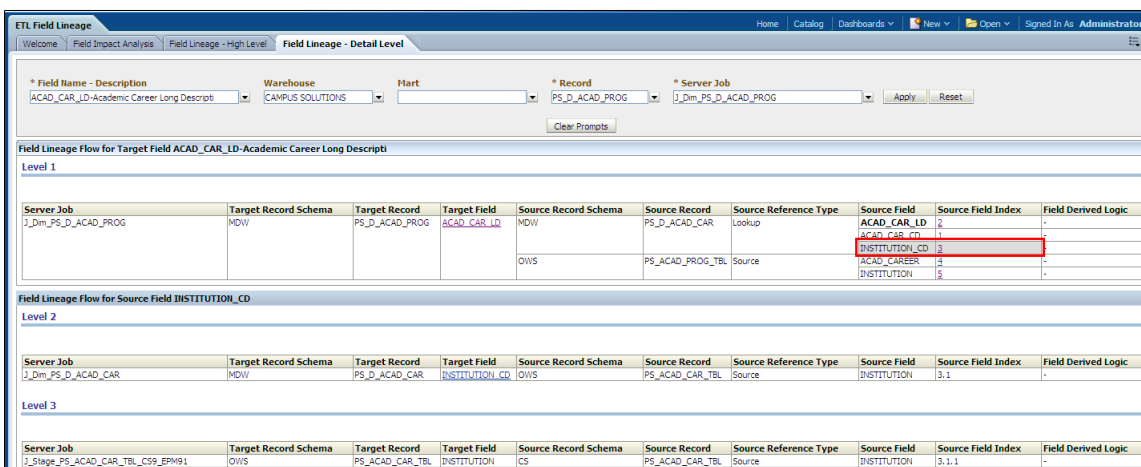 ETL Field Lineage
Home Catalog Dashboards New Open Signed In As Administrator
Welcome Field Impact Analysis Field Lineage - High Level Field Lineage - Detail Level
* Field Name - Description Warehouse Mart * Record * Server Job
ACAD_CAR_LD-Academic Career Long Descripti CAMPUS SOLUTIONS PS_D_ACAD_PROG J_Dim_PS_D_ACAD_PROG Apply Reset
Clear Prompts
Field Lineage Flow for Target Field ACAD_CAR_LD-Academic Career Long Descripti
Level 1
Server Job Target Record Schema Target Record Target Field Source Record Schema Source Record Source Reference Type Source Field Source Field Index Field Derived Logic
J_Dim_PS_D_ACAD_PROG MDW PS_D_ACAD_PROG ACAD_CAR_LD MDW PS_D_ACAD_CAR Lookup ACAD_CAR_LD 2 -
ACAD_CAR_CD 1 -
INSTITUTION_CD 3 -
OWS PS_ACAD_PROG_TBL Source ACAD_CAREER 4 -
INSTITUTION 5 -
Field Lineage Flow for Source Field INSTITUTION_CD
Level 2
Server Job Target Record Schema Target Record Target Field Source Record Schema Source Record Source Reference Type Source Field Source Field Index Field Derived Logic
J_Dim_PS_D_ACAD_CAR MDW PS_D_ACAD_CAR INSTITUTION_CD OWS PS_ACAD_CAR_TBL Source INSTITUTION 3.1 -
Level 3
Server Job Target Record Schema Target Record Target Field Source Record Schema Source Record Source Reference Type Source Field Source Field Index Field Derived Logic
J_Stage_PS_ACAD_CAR_TBL_CS9_EPM91 OWS PS_ACAD_CAR_TBL INSTITUTION CS PS_ACAD_CAR_TBL Source INSTITUTION 3.1.1 -